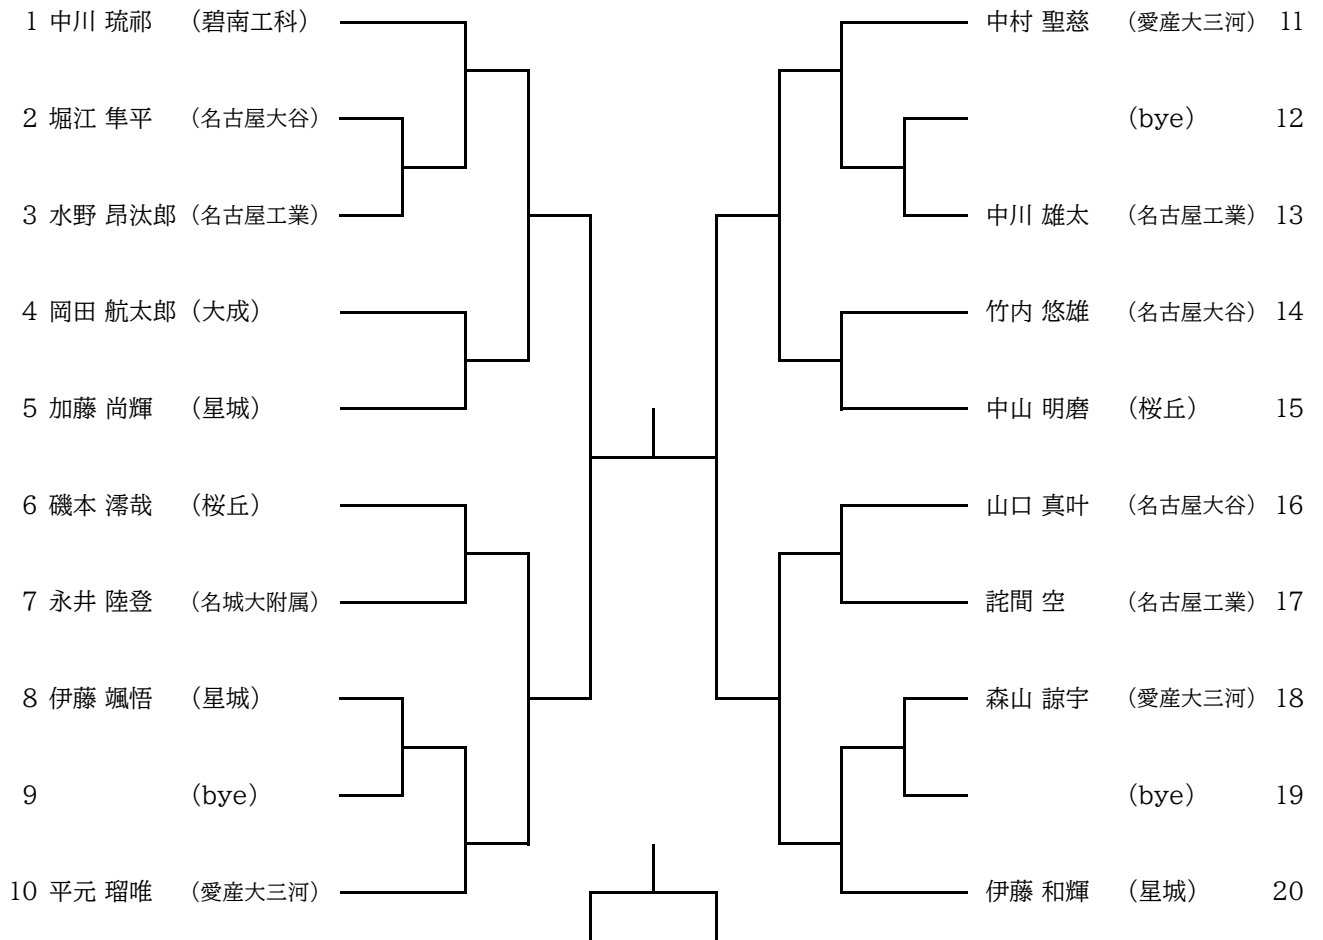 1 中川 琉祁 （碧南工科）
2 堀江 隼平 （名古屋大谷）
3 水野 昂汰郎 （名古屋工業）
4 岡田 航太郎 （大成）
5 加藤 尚輝 （星城）
6 磯本 澪哉 （桜丘）
7 永井 陸登 （名城大附属）
8 伊藤 颯悟 （星城）
9 （bye）
10 平元 瑠唯 （愛産大三河）
中村 聖慈 （愛産大三河） 11
（bye） 12
中川 雄太 （名古屋工業） 13
竹内 悠雄 （名古屋大谷） 14
中山 明磨 （桜丘） 15
山口 真叶 （名古屋大谷） 16
詫間 空 （名古屋工業） 17
森山 諒宇 （愛産大三河） 18
（bye） 19
伊藤 和輝 （星城） 20